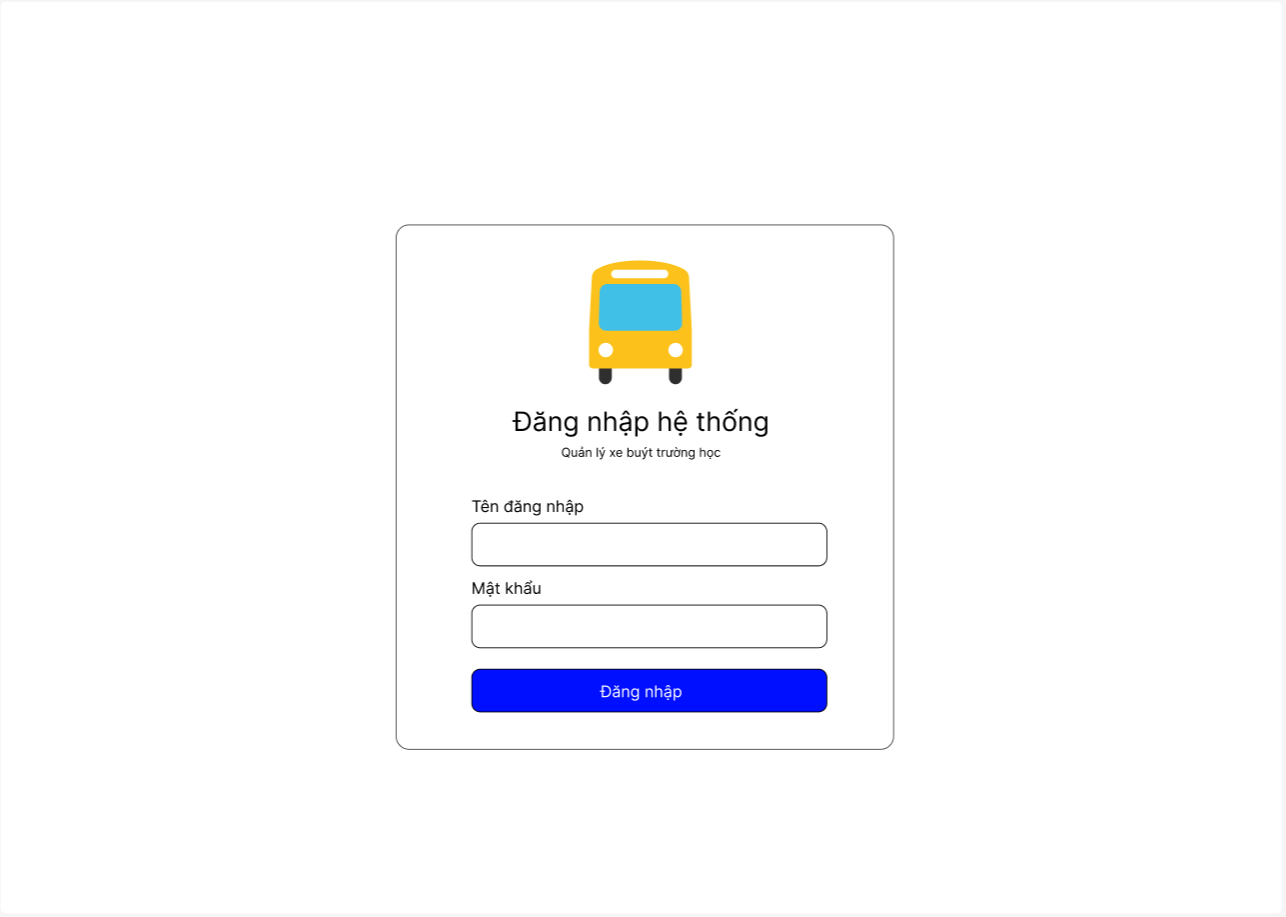 Đăng nhập hệ thống
Quản lý xe buýt trường học
Tên đăng nhập
Mật khẩu
Đăng nhập